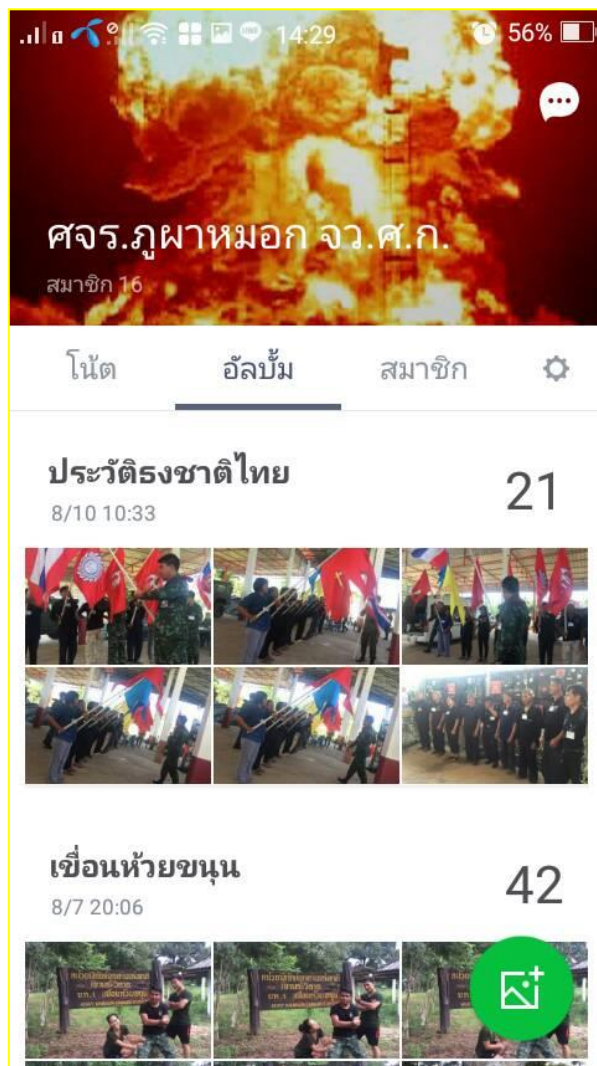 14:29
56%
ศจร.ภูผาหมอก จว.ศ.ก.
สมาชิก 16
โน้ต อัลบั้ม สมาชิก
ประวัติธงชาติไทย 21
8/10 10:33
เขื่อนห้วยขนุน 42
8/7 20:06